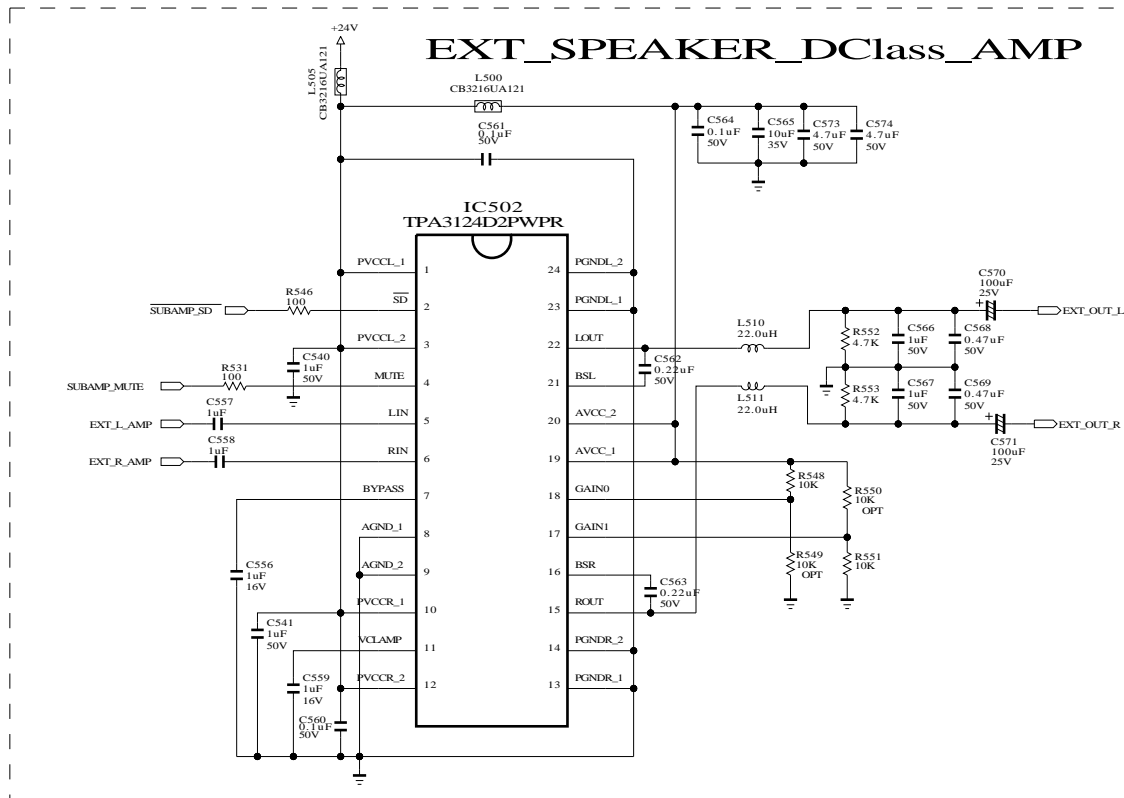 +24V
EXT_SPEAKER_DClass_AMP
L505
CB3216UA121
L500
CB3216UA121
C561
0.1uF
50V
C564
0.1uF
50V
C565
10uF
35V
C573
4.7uF
50V
C574
4.7uF
50V
IC502
TPA3124D2PWPR
PVCCL_1
1
24
PGNDL_2
SUBAMP_SD
R546
100
SD
2
23
PGNDL_1
C540
1uF
50V
PVCCL_2
3
22
LOUT
SUBAMP_MUTE
R531
100
MUTE
4
21
BSL
EXT_L_AMP
C557
1uF
LIN
5
20
AVCC_2
EXT_R_AMP
C558
1uF
RIN
6
19
AVCC_1
BYPASS
7
18
GAIN0
AGND_1
8
17
GAIN1
AGND_2
9
16
BSR
PVCCR_1
10
15
ROUT
VCLAMP
11
14
PGNDR_2
PVCCR_2
12
13
PGNDR_1
C556
1uF
16V
C541
1uF
50V
C559
1uF
16V
C560
0.1uF
50V
C562
0.22uF
50V
L510
22.0uH
L511
22.0uH
R552
4.7K
C566
1uF
50V
C568
0.47uF
50V
C570
100uF
25V
+
EXT_OUT_L
R553
4.7K
C567
1uF
50V
C569
0.47uF
50V
+
C571
100uF
25V
EXT_OUT_R
R548
10K
R550
10K
OPT
R549
10K
OPT
R551
10K
C563
0.22uF
50V